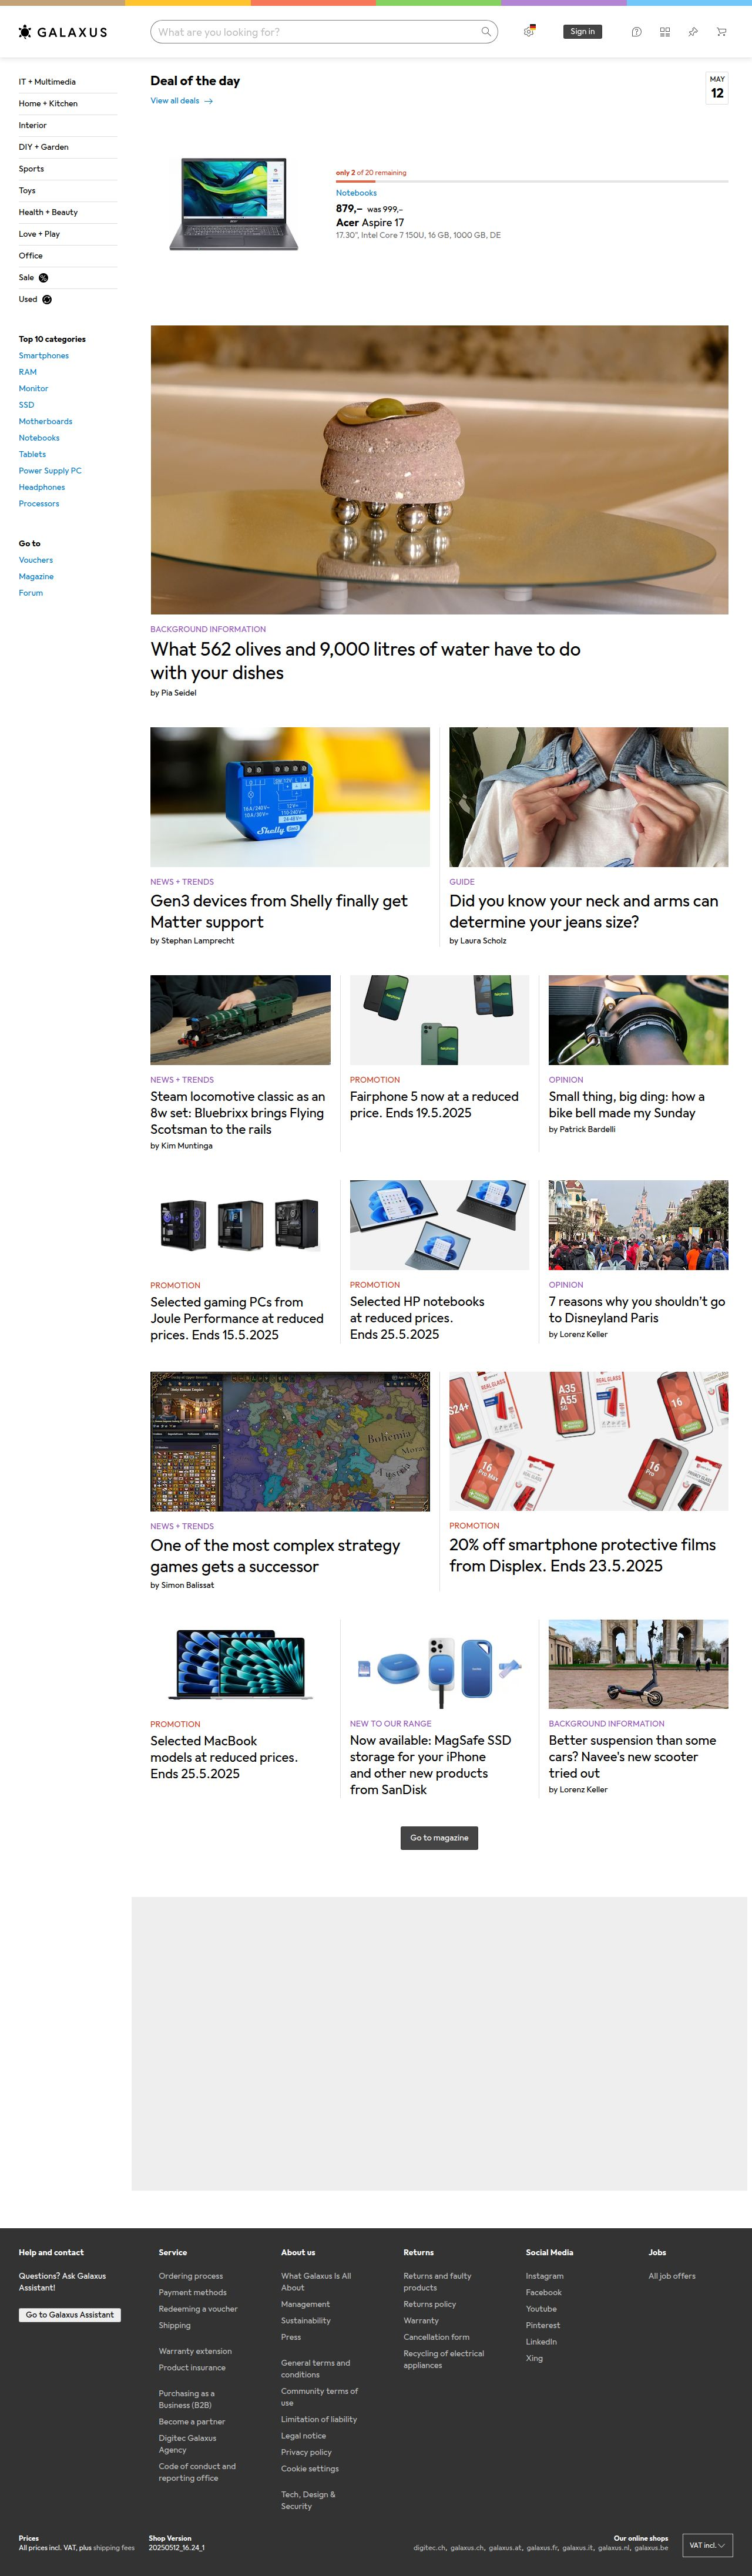 GALAXUS
What are you looking for?
Sign in
IT + Multimedia
Home + Kitchen
Interior
DIY + Garden
Sports
Toys
Health + Beauty
Love + Play
Office
Sale
Used
Top 10 categories
Smartphones
RAM
Monitor
SSD
Motherboards
Notebooks
Tablets
Power Supply PC
Headphones
Processors
Go to
Vouchers
Magazine
Forum
Deal of the day
View all deals
MAY
12
only 2 of 20 remaining
Notebooks
879,– was 999,–
Acer Aspire 17
17.30", Intel Core 7 150U, 16 GB, 1000 GB, DE
BACKGROUND INFORMATION
What 562 olives and 9,000 litres of water have to do
with your dishes
by Pia Seidel
Shelly
NEWS + TRENDS
Gen3 devices from Shelly finally get
Matter support
by Stephan Lamprecht
GUIDE
Did you know your neck and arms can
determine your jeans size?
by Laura Scholz
NEWS + TRENDS
Steam locomotive classic as an
8w set: Bluebrixx brings Flying
Scotsman to the rails
by Kim Muntinga
PROMOTION
Fairphone 5 now at a reduced
price. Ends 19.5.2025
OPINION
Small thing, big ding: how a
bike bell made my Sunday
by Patrick Bardelli
PROMOTION
Selected gaming PCs from
Joule Performance at reduced
prices. Ends 15.5.2025
PROMOTION
Selected HP notebooks
at reduced prices.
Ends 25.5.2025
OPINION
7 reasons why you shouldn't go
to Disneyland Paris
by Lorenz Keller
Bohemia
Austria
NEWS + TRENDS
One of the most complex strategy
games gets a successor
by Simon Balissat
S24+
REAL GLASS
A35
A55
5G
16
16
Pro Max
16
Pro
PROMOTION
20% off smartphone protective films
from Displex. Ends 23.5.2025
PROMOTION
Selected MacBook
models at reduced prices.
Ends 25.5.2025
NEW TO OUR RANGE
Now available: MagSafe SSD
storage for your iPhone
and other new products
from SanDisk
BACKGROUND INFORMATION
Better suspension than some
cars? Navee's new scooter
tried out
by Lorenz Keller
Go to magazine
Help and contact
Questions? Ask Galaxus
Assistant!
Go to Galaxus Assistant
Service
Ordering process
Payment methods
Redeeming a voucher
Shipping
Warranty extension
Product insurance
Purchasing as a
Business (B2B)
Become a partner
Digitec Galaxus
Agency
Code of conduct and
reporting office
About us
What Galaxus Is All
About
Management
Sustainability
Press
General terms and
conditions
Community terms of
use
Limitation of liability
Legal notice
Privacy policy
Cookie settings
Tech, Design &
Security
Returns
Returns and faulty
products
Returns policy
Warranty
Cancellation form
Recycling of electrical
appliances
Social Media
Instagram
Facebook
Youtube
Pinterest
LinkedIn
Xing
Jobs
All job offers
Prices
All prices incl. VAT, plus shipping fees
Shop Version
20250512_16.24_1
Our online shops
digitec.ch, galaxus.ch, galaxus.at, galaxus.fr, galaxus.it, galaxus.nl, galaxus.be
VAT incl.